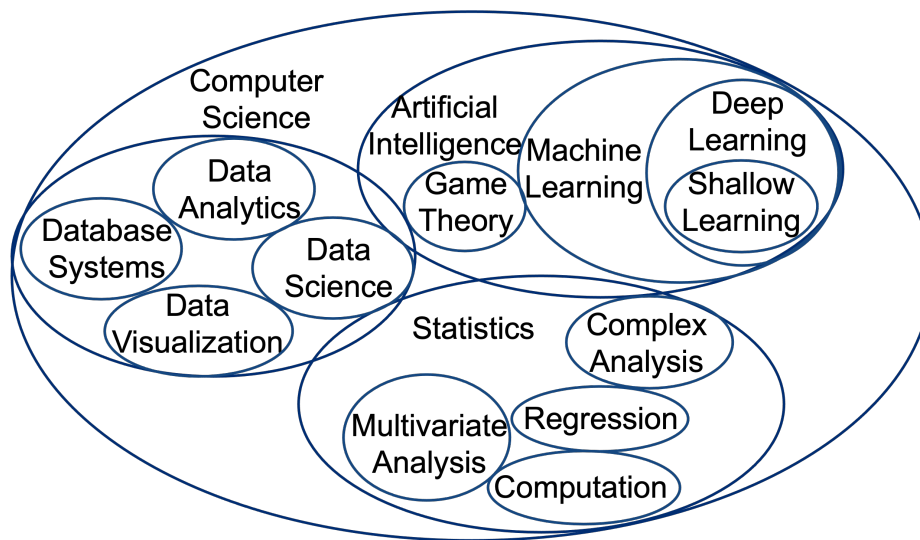 Computer
Science
Artificial
Intelligence
Machine
Learning
Deep
Learning
Shallow
Learning
Game
Theory
Data
Analytics
Database
Systems
Data
Science
Data
Visualization
Statistics
Complex
Analysis
Multivariate
Analysis
Regression
Computation